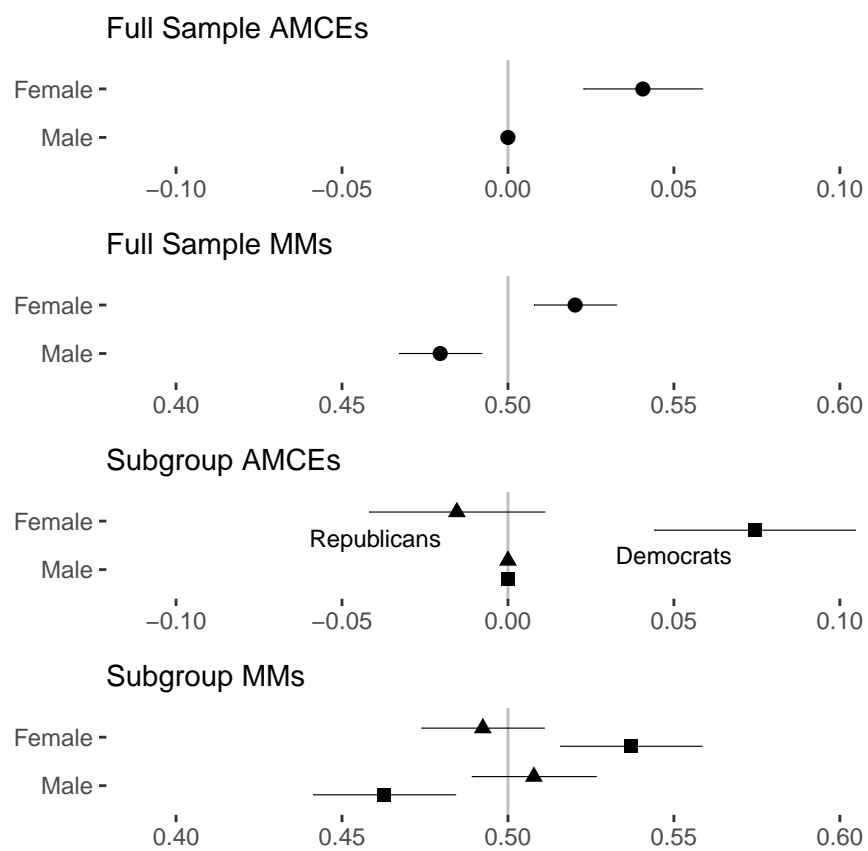 Full Sample AMCEs
Female
Male
−0.10 −0.05 0.00 0.05 0.10
Full Sample MMs
Female
Male
0.40 0.45 0.50 0.55 0.60
Subgroup AMCEs
Female
Republicans
Democrats
Male
−0.10 −0.05 0.00 0.05 0.10
Subgroup MMs
Female
Male
0.40 0.45 0.50 0.55 0.60